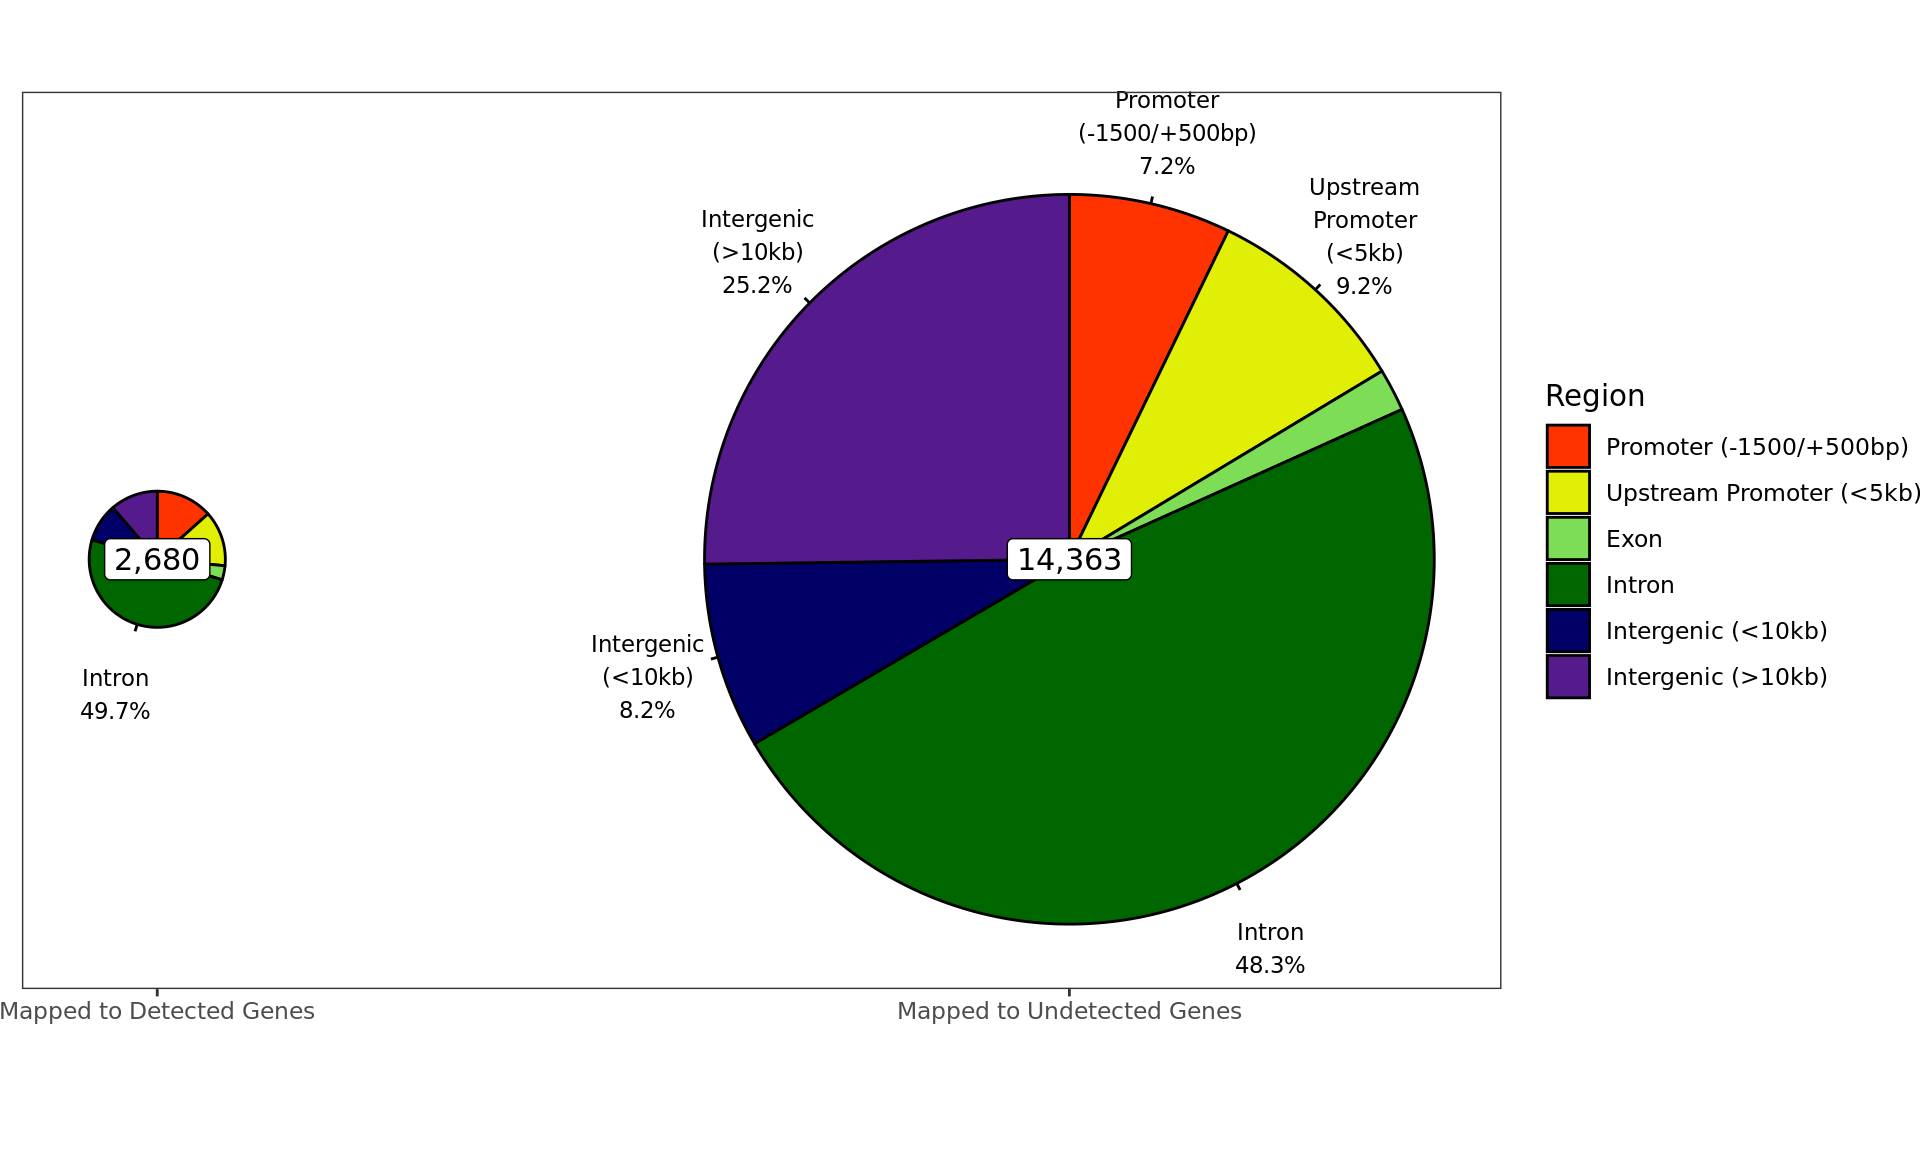 Promoter
(-1500/+500bp)
7.2%
Upstream
Promoter
(<5kb)
9.2%
Intergenic
(>10kb)
25.2%
2,680
14,363
Intergenic
(<10kb)
8.2%
Intron
49.7%
Intron
48.3%
Mapped to Detected Genes
Mapped to Undetected Genes
Region
Promoter (-1500/+500bp)
Upstream Promoter (<5kb)
Exon
Intron
Intergenic (<10kb)
Intergenic (>10kb)